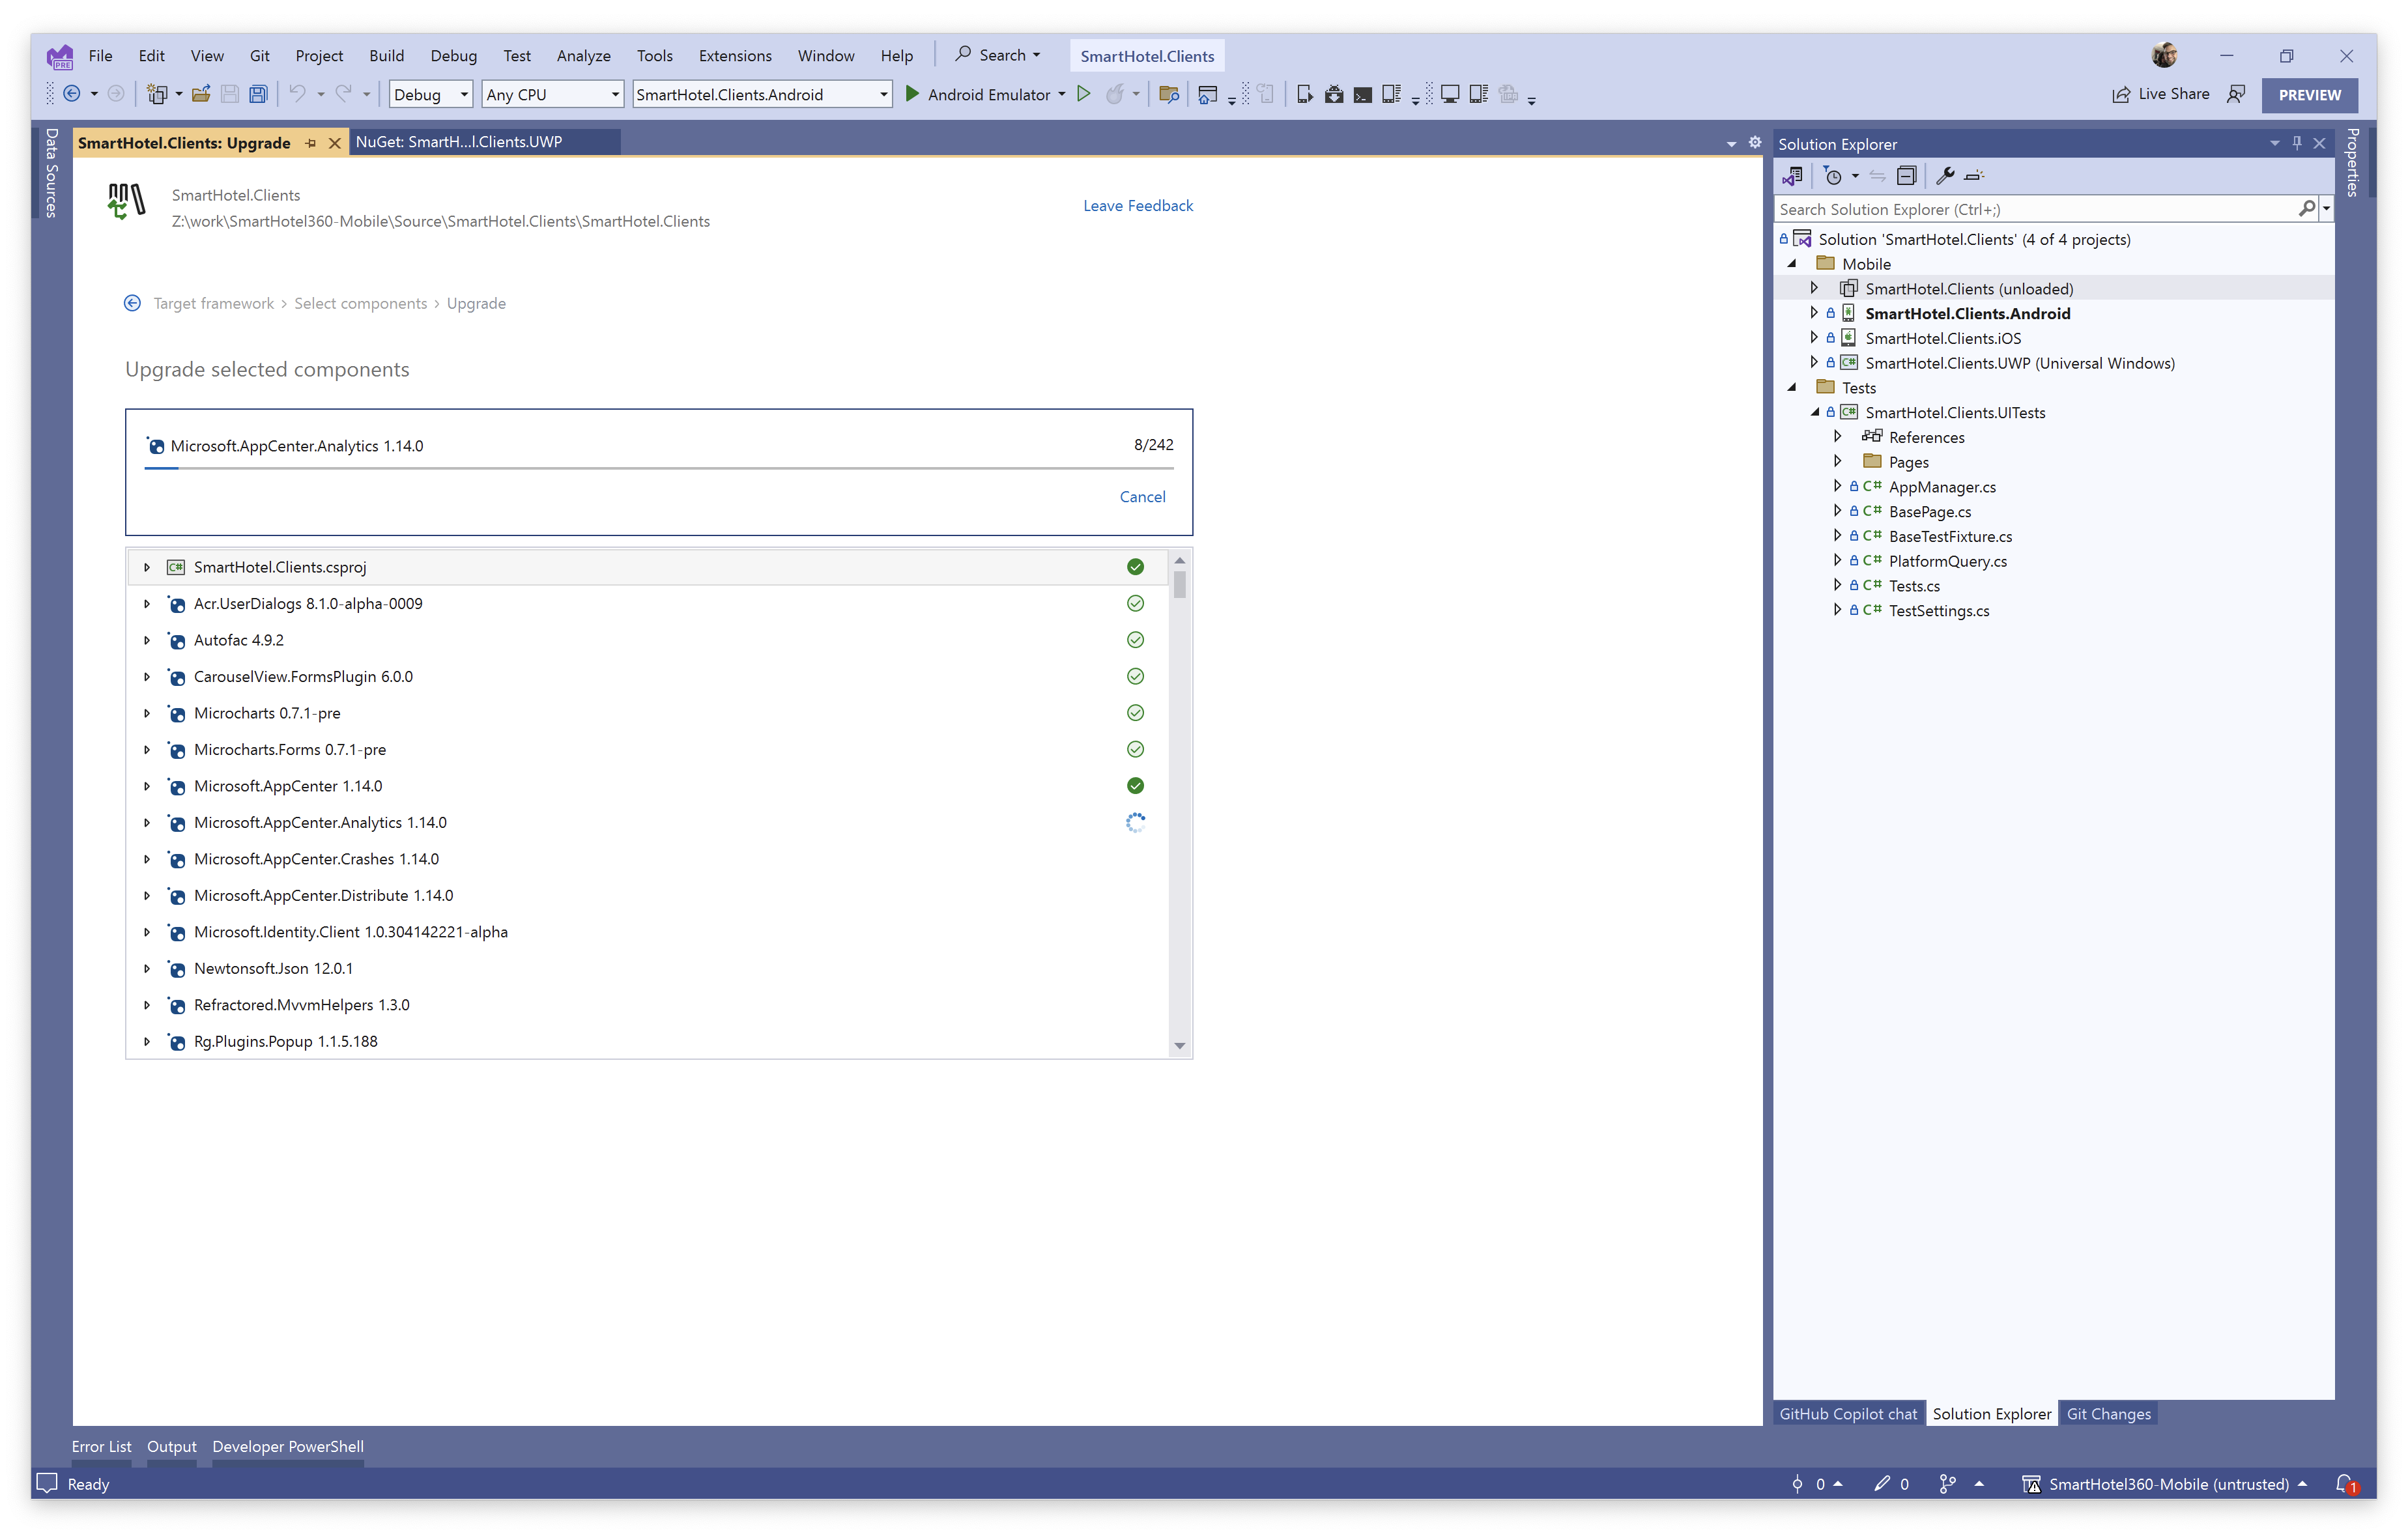 File Edit View Git Project Build Debug Test Analyze Tools Extensions Window Help Search SmartHotel.Clients
PRE
Debug Any CPU SmartHotel.Clients.Android Android Emulator Live Share PREVIEW
Data Sources
SmartHotel.Clients: Upgrade NuGet: SmartH...l.Clients.UWP
SmartHotel.Clients
Z:\work\SmartHotel360-Mobile\Source\SmartHotel.Clients\SmartHotel.Clients
Leave Feedback
Target framework > Select components > Upgrade
Upgrade selected components
Microsoft.AppCenter.Analytics 1.14.0 8/242
Cancel
C# SmartHotel.Clients.csproj
Acr.UserDialogs 8.1.0-alpha-0009
Autofac 4.9.2
CarouselView.FormsPlugin 6.0.0
Microcharts 0.7.1-pre
Microcharts.Forms 0.7.1-pre
Microsoft.AppCenter 1.14.0
Microsoft.AppCenter.Analytics 1.14.0
Microsoft.AppCenter.Crashes 1.14.0
Microsoft.AppCenter.Distribute 1.14.0
Microsoft.Identity.Client 1.0.304142221-alpha
Newtonsoft.Json 12.0.1
Refractored.MvvmHelpers 1.3.0
Rg.Plugins.Popup 1.1.5.188
Solution Explorer
Search Solution Explorer (Ctrl+;)
Solution 'SmartHotel.Clients' (4 of 4 projects)
Mobile
SmartHotel.Clients (unloaded)
SmartHotel.Clients.Android
SmartHotel.Clients.iOS
C# SmartHotel.Clients.UWP (Universal Windows)
Tests
C# SmartHotel.Clients.UITests
References
Pages
C# AppManager.cs
C# BasePage.cs
C# BaseTestFixture.cs
C# PlatformQuery.cs
C# Tests.cs
C# TestSettings.cs
Properties
GitHub Copilot chat Solution Explorer Git Changes
Error List Output Developer PowerShell
Ready 0 0 SmartHotel360-Mobile (untrusted) 1